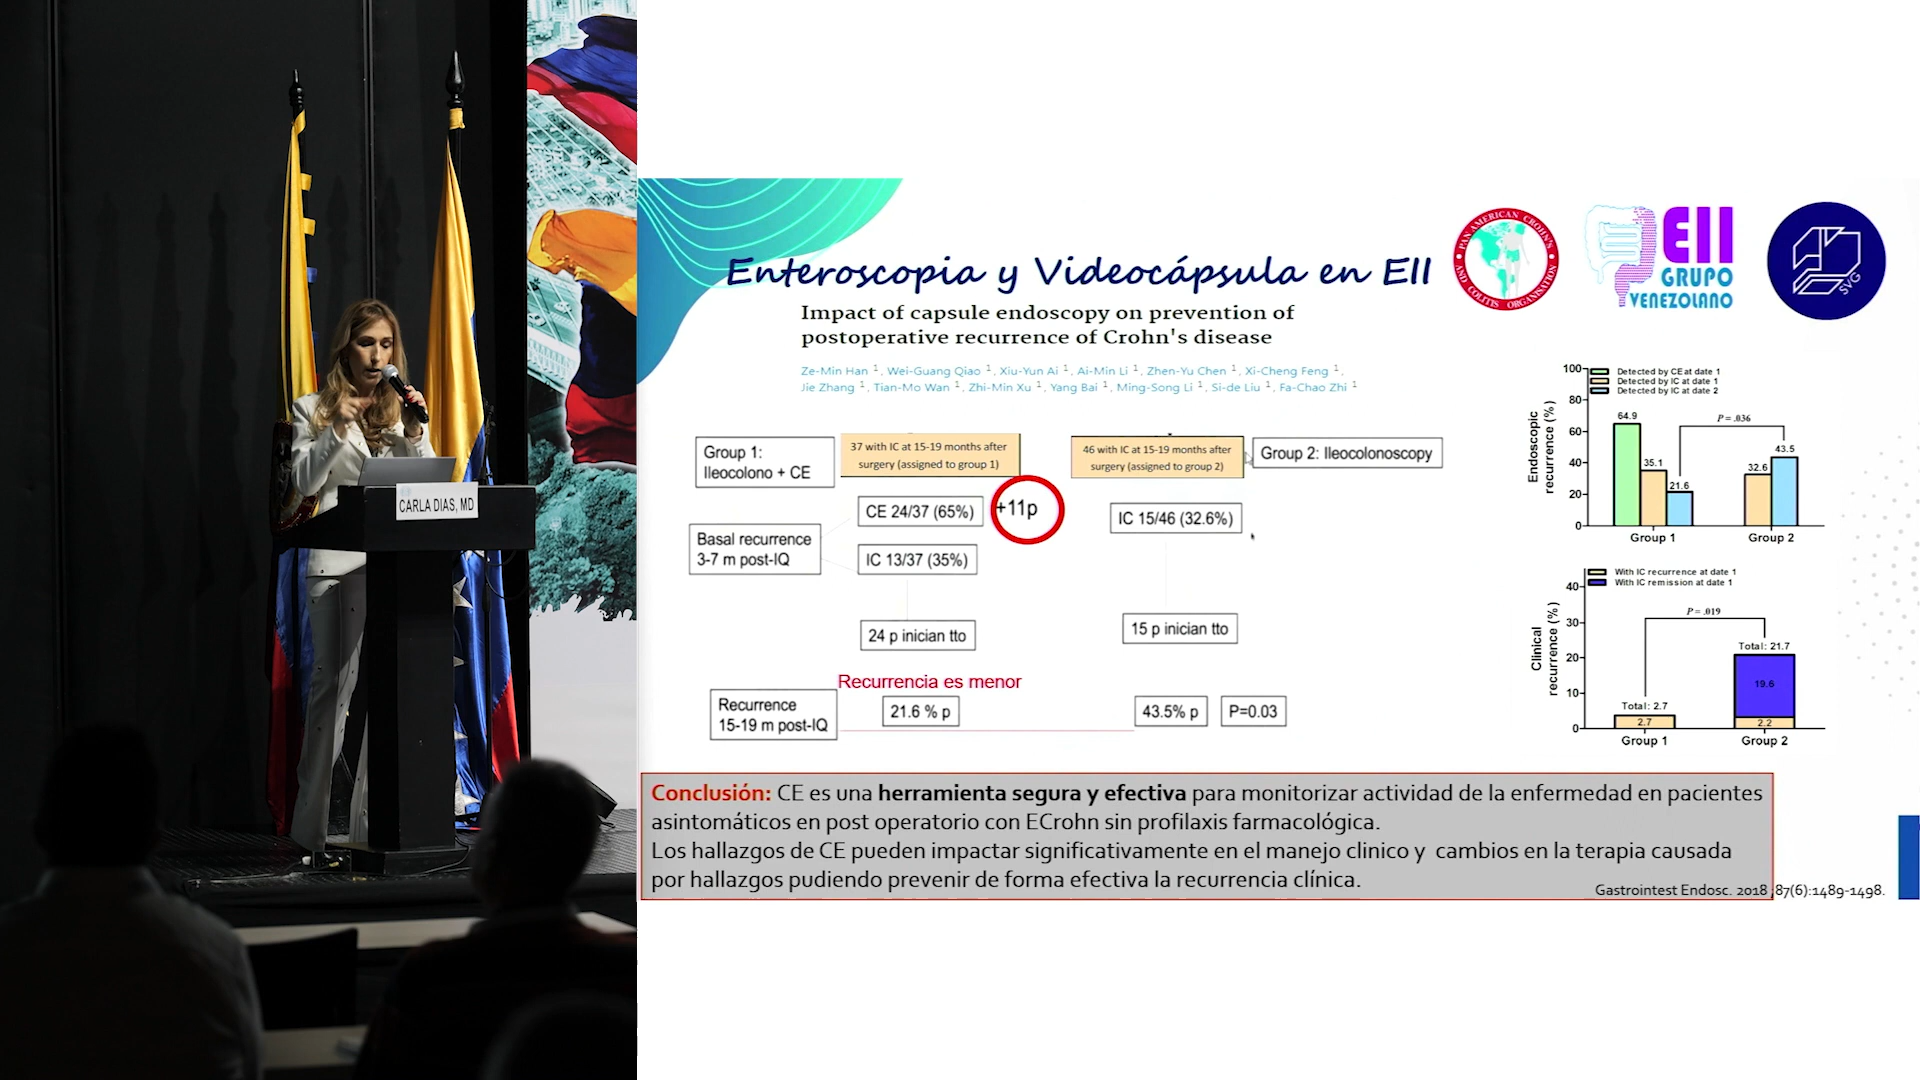 CARLA DIAS, MD
Enteroscopia y Videocápsula en EII
PAN AMERICAN CROHN'S
AND COLITIS ORGANISATION
EII
GRUPO
VENEZOLANO
SVG
Impact of capsule endoscopy on prevention of
postoperative recurrence of Crohn's disease
Ze-Min Han 1, Wei-Guang Qiao 1, Xiu-Yun Ai 1, Ai-Min Li 1, Zhen-Yu Chen 1, Xi-Cheng Feng 1,
Jie Zhang 1, Tian-Mo Wan 1, Zhi-Min Xu 1, Yang Bai 1, Ming-Song Li 1, Si-de Liu 1, Fa-Chao Zhi 1
Group 1:
Ileocolono + CE
37 with IC at 15-19 months after
surgery (assigned to group 1)
46 with IC at 15-19 months after
surgery (assigned to group 2)
Group 2: Ileocolonoscopy
Basal recurrence
3-7 m post-IQ
CE 24/37 (65%)
+11p
IC 13/37 (35%)
IC 15/46 (32.6%)
24 p inician tto
15 p inician tto
Recurrencia es menor
Recurrence
15-19 m post-IQ
21.6 % p
43.5% p
P=0.03
Endoscopic
recurrence (%)
100
80
60
40
20
0
Detected by CE at date 1
Detected by IC at date 1
Detected by IC at date 2
P = .036
64.9
35.1
21.6
32.6
43.5
Group 1
Group 2
Clinical
recurrence (%)
40
30
20
10
0
With IC recurrence at date 1
With IC remission at date 1
P = .019
Total: 2.7
2.7
Total: 21.7
19.6
2.2
Group 1
Group 2
Conclusión: CE es una herramienta segura y efectiva para monitorizar actividad de la enfermedad en pacientes
asintomáticos en post operatorio con ECrohn sin profilaxis farmacológica.
Los hallazgos de CE pueden impactar significativamente en el manejo clinico y cambios en la terapia causada
por hallazgos pudiendo prevenir de forma efectiva la recurrencia clínica.
Gastrointest Endosc. 2018 87(6):1489-1498.